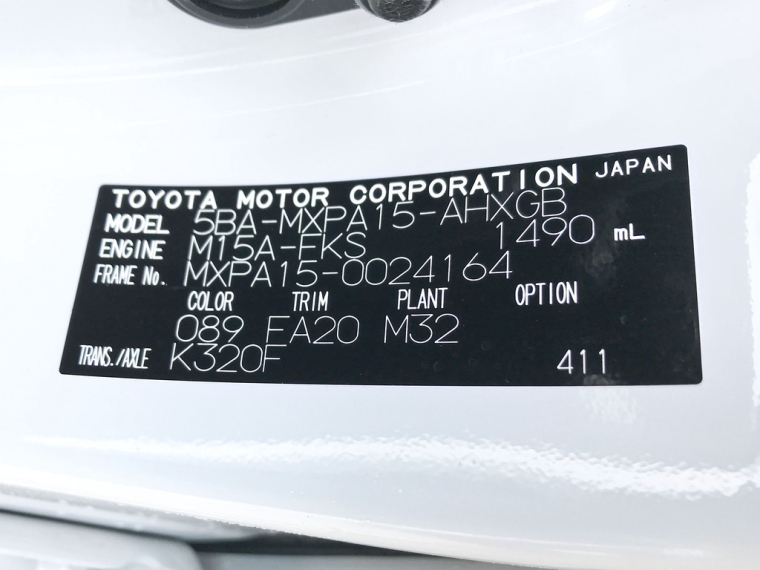 TOYOTA MOTOR CORPORATION JAPAN
MODEL 5BA-MXPA15-AHXGB
ENGINE M15A-FKS 1490 mL
FRAME No. MXPA15-0024164
COLOR TRIM PLANT OPTION
089 EA20 M32
TRANS./AXLE K320F 411